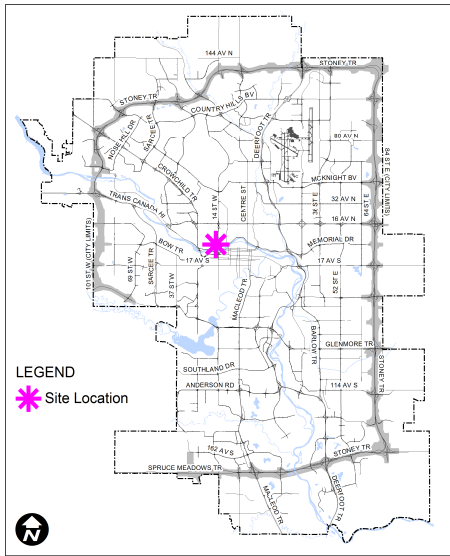 144 AV N
STONEY TR
STONEY TR
COUNTRY HILLS BV
NOSE HILL DR
SARCEE TR
DEERFOOT TR
80 AV N
CROWCHILD TR
MCKNIGHT BV
84 ST E (CITY LIMITS)
TRANS CANADA HI
14 ST W
CENTRE ST
36 ST E
32 AV N
68 ST E
16 AV N
BOW TR
MEMORIAL DR
17 AV S
17 AV S
101 ST W (CITY LIMITS)
69 ST W
SARCEE TR
37 ST W
MACLEOD TR
52 ST E
BARLOW TR
GLENMORE TR
SOUTHLAND DR
STONEY TR
LEGEND
ANDERSON RD
114 AV S
Site Location
162 AV S
STONEY TR
SPRUCE MEADOWS TR
MACLEOD TR
DEERFOOT TR
N